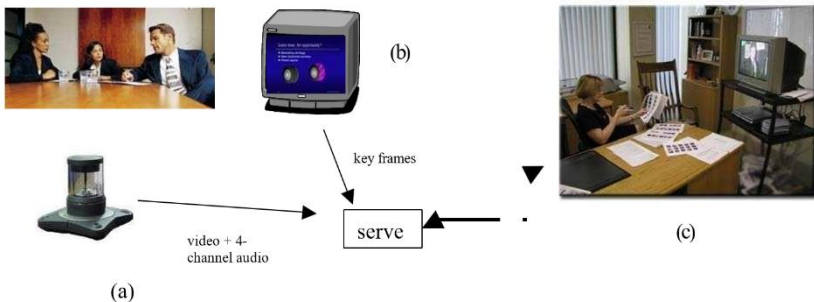 (b)
key frames
serve
video + 4-
channel audio
(a)
(c)